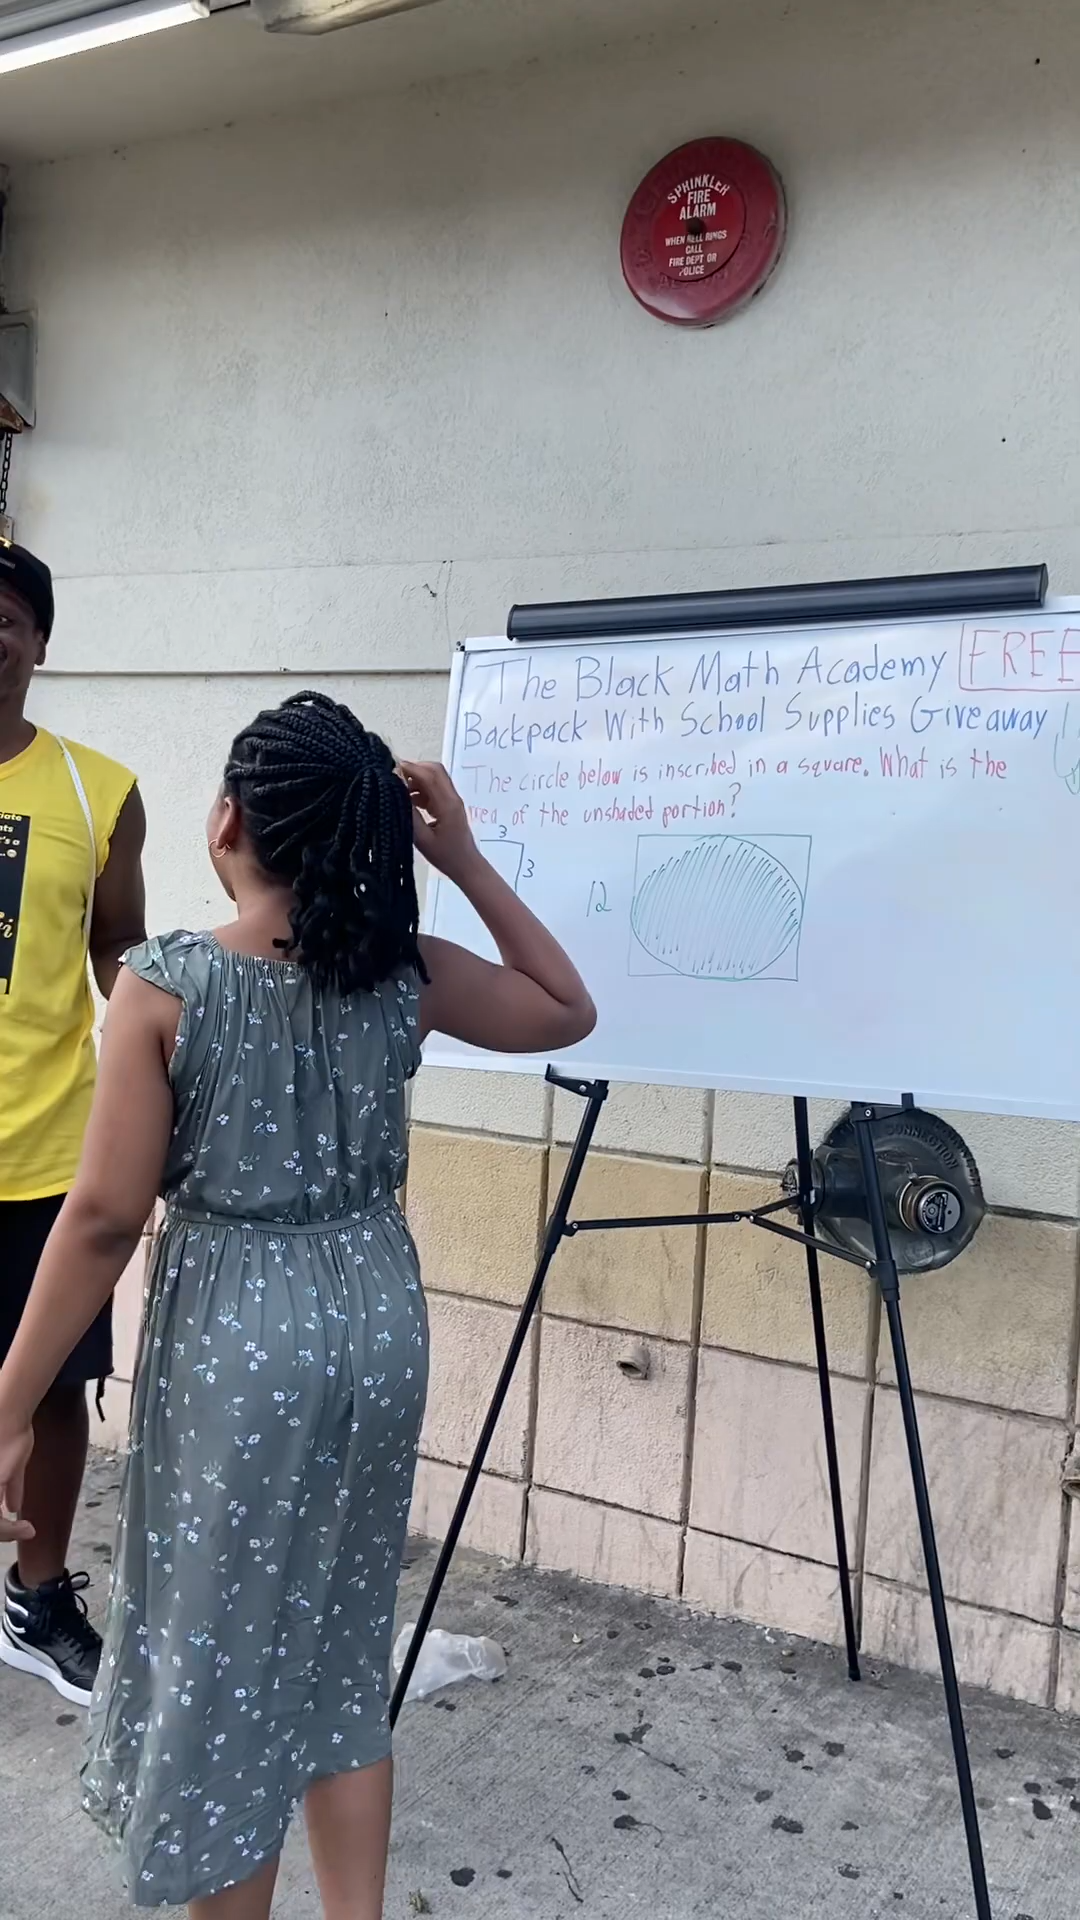 SPRINKLER
FIRE
ALARM
WHEN BELL RINGS
CALL
FIRE DEPT OR
POLICE
The Black Math Academy FREE
Backpack With School Supplies Giveaway
The circle below is inscribed in a square. What is the
area of the unshaded portion?
3
3
12
CONNECTION